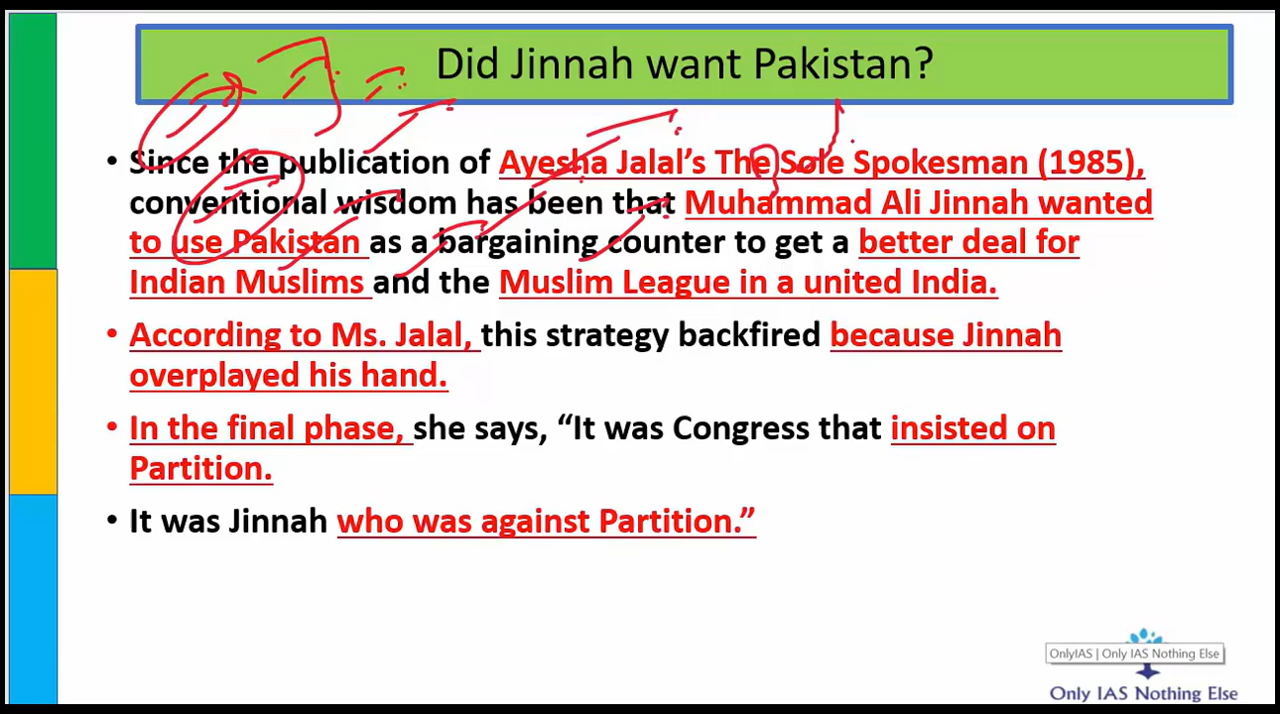 Did Jinnah want Pakistan?
• Since the publication of Ayesha Jalal's The Sole Spokesman (1985),
conventional wisdom has been that Muhammad Ali Jinnah wanted
to use Pakistan as a bargaining counter to get a better deal for
Indian Muslims and the Muslim League in a united India.
• According to Ms. Jalal, this strategy backfired because Jinnah
overplayed his hand.
• In the final phase, she says, “It was Congress that insisted on
Partition.
• It was Jinnah who was against Partition.”
OnlyIAS | Only IAS Nothing Else
Only IAS Nothing Else